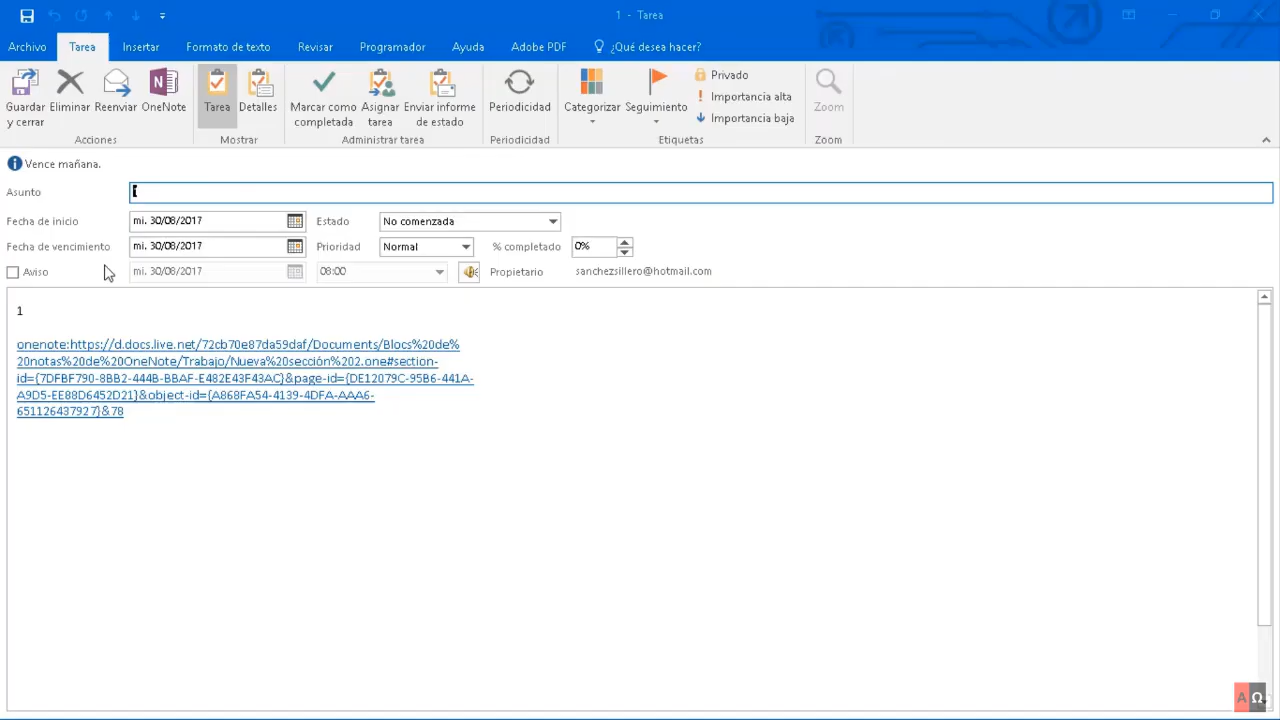 1 - Tarea
Archivo Tarea Insertar Formato de texto Revisar Programador Ayuda Adobe PDF ¿Qué desea hacer?
Guardar y cerrar
Eliminar
Reenviar
OneNote
Acciones
Tarea
Detalles
Mostrar
Marcar como completada
Asignar tarea
Enviar informe de estado
Administrar tarea
Periodicidad
Periodicidad
Categorizar
Seguimiento
Privado
Importancia alta
Importancia baja
Etiquetas
Zoom
Zoom
Vence mañana.
Asunto
Fecha de inicio mi. 30/08/2017 Estado No comenzada
Fecha de vencimiento mi. 30/08/2017 Prioridad Normal % completado 0%
Aviso mi. 30/08/2017 08:00 Propietario sanchezsillero@hotmail.com
1
onenote:https://d.docs.live.net/72cb70e87da59daf/Documents/Blocs%20de%
20notas%20de%20OneNote/Trabajo/Nueva%20sección%202.one#section-
id={7DFBF790-8BB2-444B-BBAF-E482E43F43AC}&page-id={DE12079C-95B6-441A-
A9D5-EE88D6452D21}&object-id={A868FA54-4139-4DFA-AAA6-
651126437927}&78
AΩ